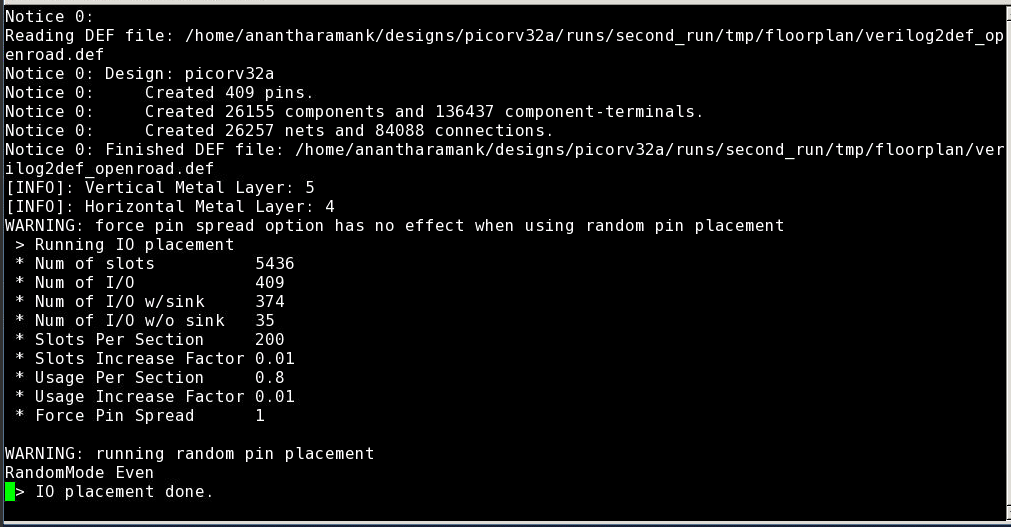 Notice 0:
Reading DEF file: /home/anantharamank/designs/picorv32a/runs/second_run/tmp/floorplan/verilog2def_op
enroad.def
Notice 0: Design: picorv32a
Notice 0:     Created 409 pins.
Notice 0:     Created 26155 components and 136437 component-terminals.
Notice 0:     Created 26257 nets and 84088 connections.
Notice 0: Finished DEF file: /home/anantharamank/designs/picorv32a/runs/second_run/tmp/floorplan/ver
ilog2def_openroad.def
[INFO]: Vertical Metal Layer: 5
[INFO]: Horizontal Metal Layer: 4
WARNING: force pin spread option has no effect when using random pin placement
 > Running IO placement
 * Num of slots          5436
 * Num of I/O            409
 * Num of I/O w/sink     374
 * Num of I/O w/o sink   35
 * Slots Per Section     200
 * Slots Increase Factor 0.01
 * Usage Per Section     0.8
 * Usage Increase Factor 0.01
 * Force Pin Spread      1

WARNING: running random pin placement
RandomMode Even
 > IO placement done.